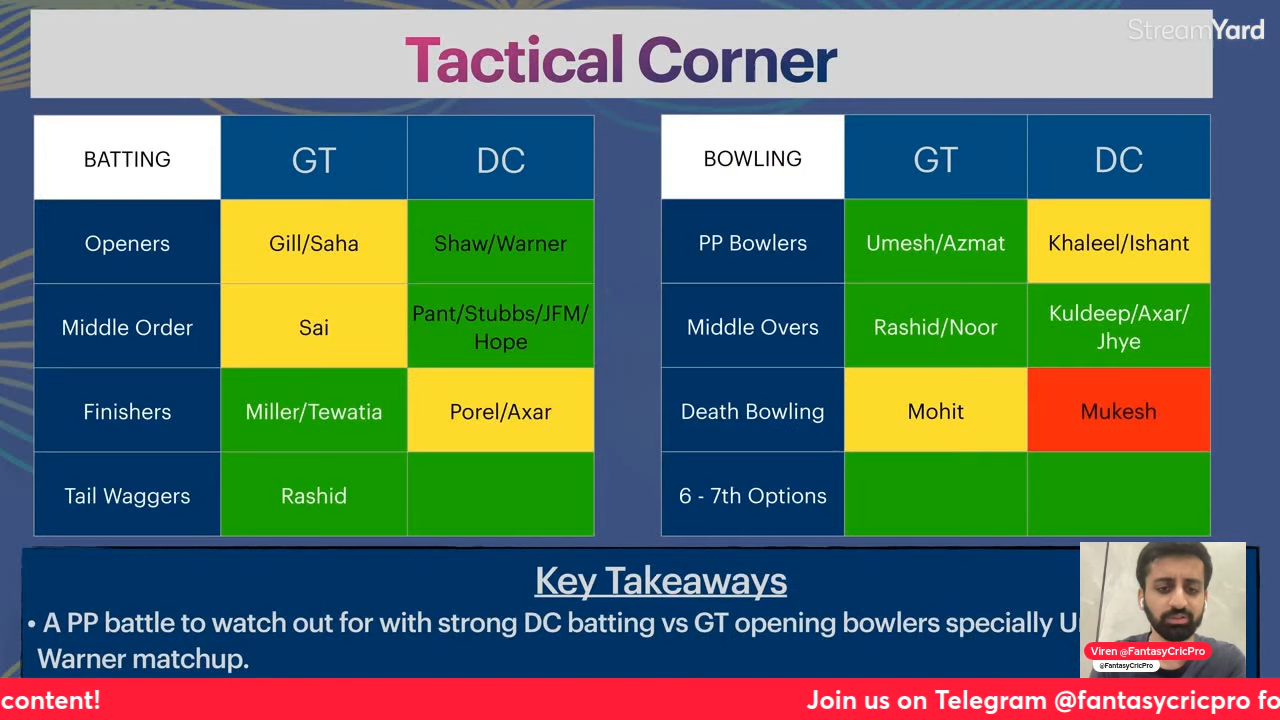 StreamYard
Tactical Corner
BATTING GT DC
Openers Gill/Saha Shaw/Warner
Middle Order Sai Pant/Stubbs/JFM/
Hope
Finishers Miller/Tewatia Porel/Axar
Tail Waggers Rashid
BOWLING GT DC
PP Bowlers Umesh/Azmat Khaleel/Ishant
Middle Overs Rashid/Noor Kuldeep/Axar/
Jhye
Death Bowling Mohit Mukesh
6 - 7th Options
Key Takeaways
• A PP battle to watch out for with strong DC batting vs GT opening bowlers specially
Warner matchup.
Viren @FantasyCricPro
@FantasyCricPro
content! Join us on Telegram @fantasycricpro